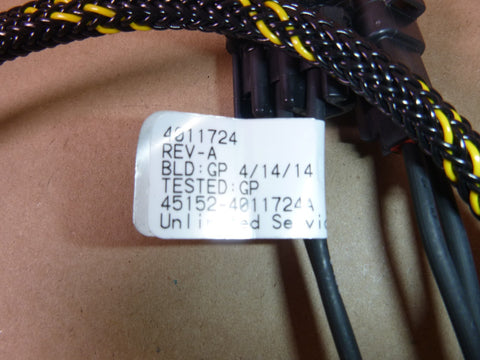 4011724
REV-A
BLD:GP 4/14/14
TESTED:GP
45152-4011724A